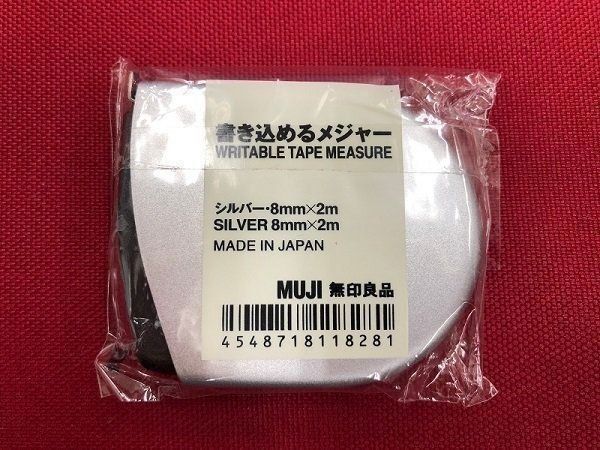 書き込めるメジャー
WRITABLE TAPE MEASURE
シルバー・8mm×2m
SILVER 8mm×2m
MADE IN JAPAN
MUJI 無印良品
4548718118281